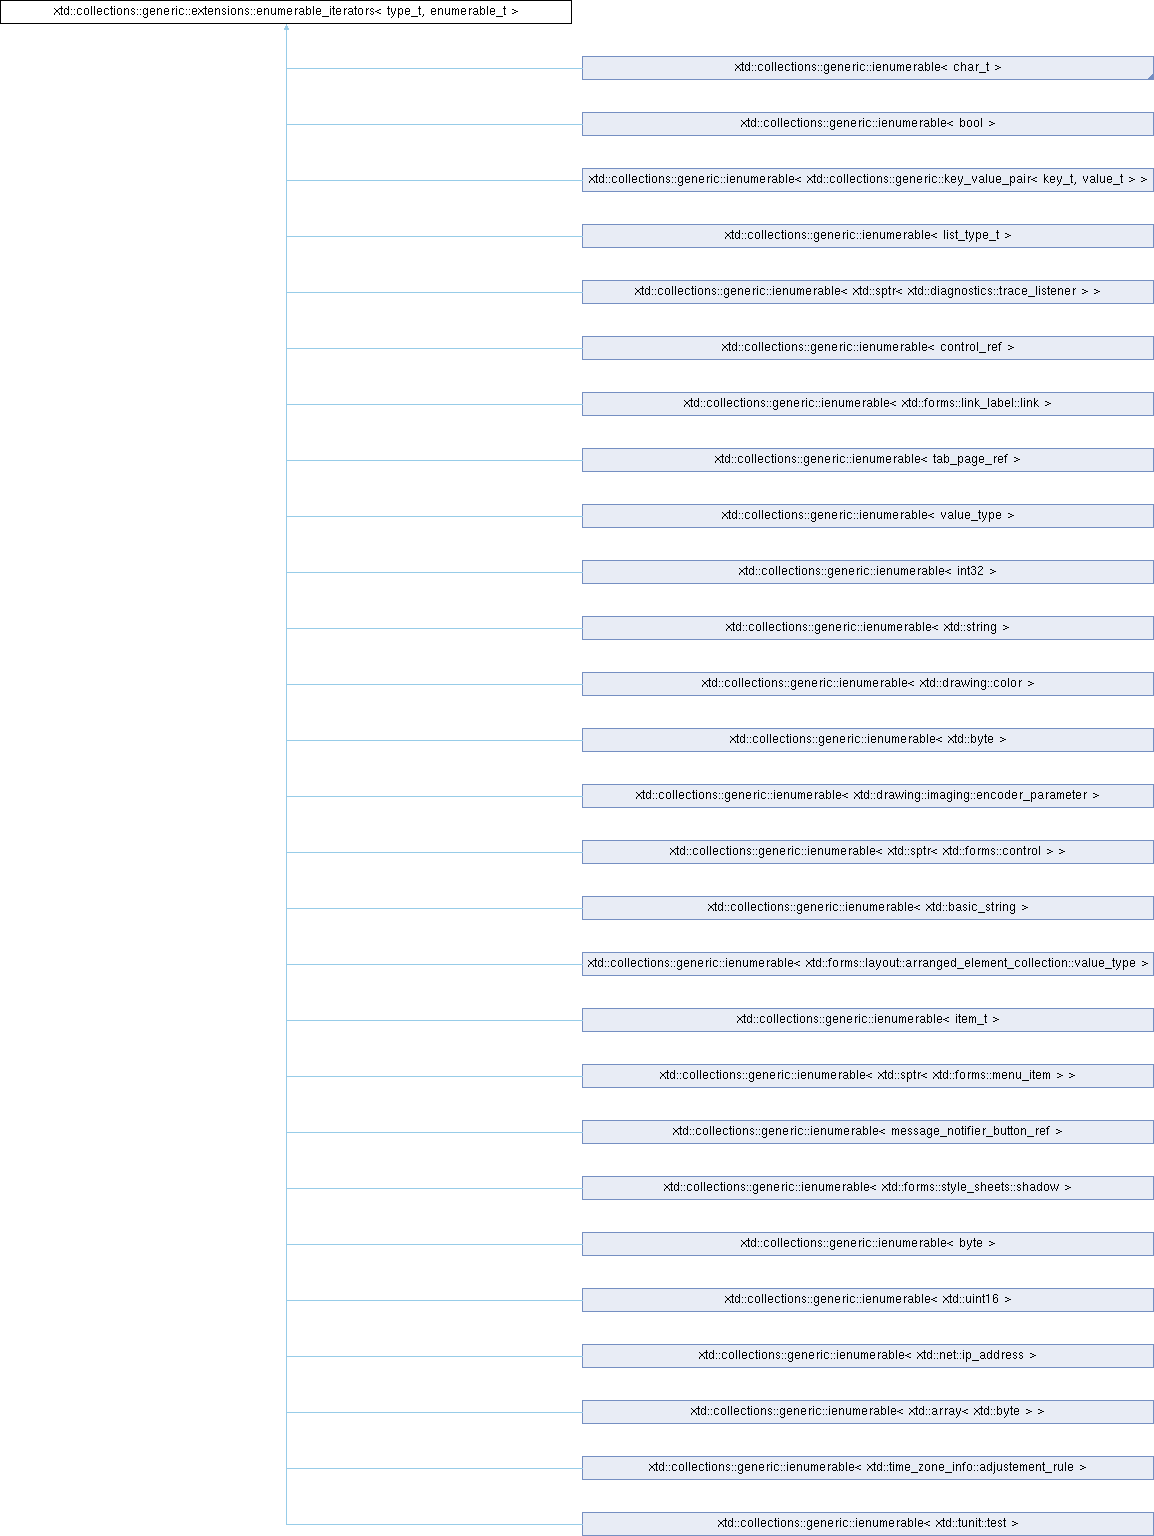 xtd::collections::generic::extensions::enumerable_iterators< type_t, enumerable_t >
xtd::collections::generic::ienumerable< char_t >
xtd::collections::generic::ienumerable< bool >
xtd::collections::generic::ienumerable< xtd::collections::generic::key_value_pair< key_t, value_t > >
xtd::collections::generic::ienumerable< list_type_t >
xtd::collections::generic::ienumerable< xtd::sptr< xtd::diagnostics::trace_listener > >
xtd::collections::generic::ienumerable< control_ref >
xtd::collections::generic::ienumerable< xtd::forms::link_label::link >
xtd::collections::generic::ienumerable< tab_page_ref >
xtd::collections::generic::ienumerable< value_type >
xtd::collections::generic::ienumerable< int32 >
xtd::collections::generic::ienumerable< xtd::string >
xtd::collections::generic::ienumerable< xtd::drawing::color >
xtd::collections::generic::ienumerable< xtd::byte >
xtd::collections::generic::ienumerable< xtd::drawing::imaging::encoder_parameter >
xtd::collections::generic::ienumerable< xtd::sptr< xtd::forms::control > >
xtd::collections::generic::ienumerable< xtd::basic_string >
xtd::collections::generic::ienumerable< xtd::forms::layout::arranged_element_collection::value_type >
xtd::collections::generic::ienumerable< item_t >
xtd::collections::generic::ienumerable< xtd::sptr< xtd::forms::menu_item > >
xtd::collections::generic::ienumerable< message_notifier_button_ref >
xtd::collections::generic::ienumerable< xtd::forms::style_sheets::shadow >
xtd::collections::generic::ienumerable< byte >
xtd::collections::generic::ienumerable< xtd::uint16 >
xtd::collections::generic::ienumerable< xtd::net::ip_address >
xtd::collections::generic::ienumerable< xtd::array< xtd::byte > >
xtd::collections::generic::ienumerable< xtd::time_zone_info::adjustement_rule >
xtd::collections::generic::ienumerable< xtd::tunit::test >